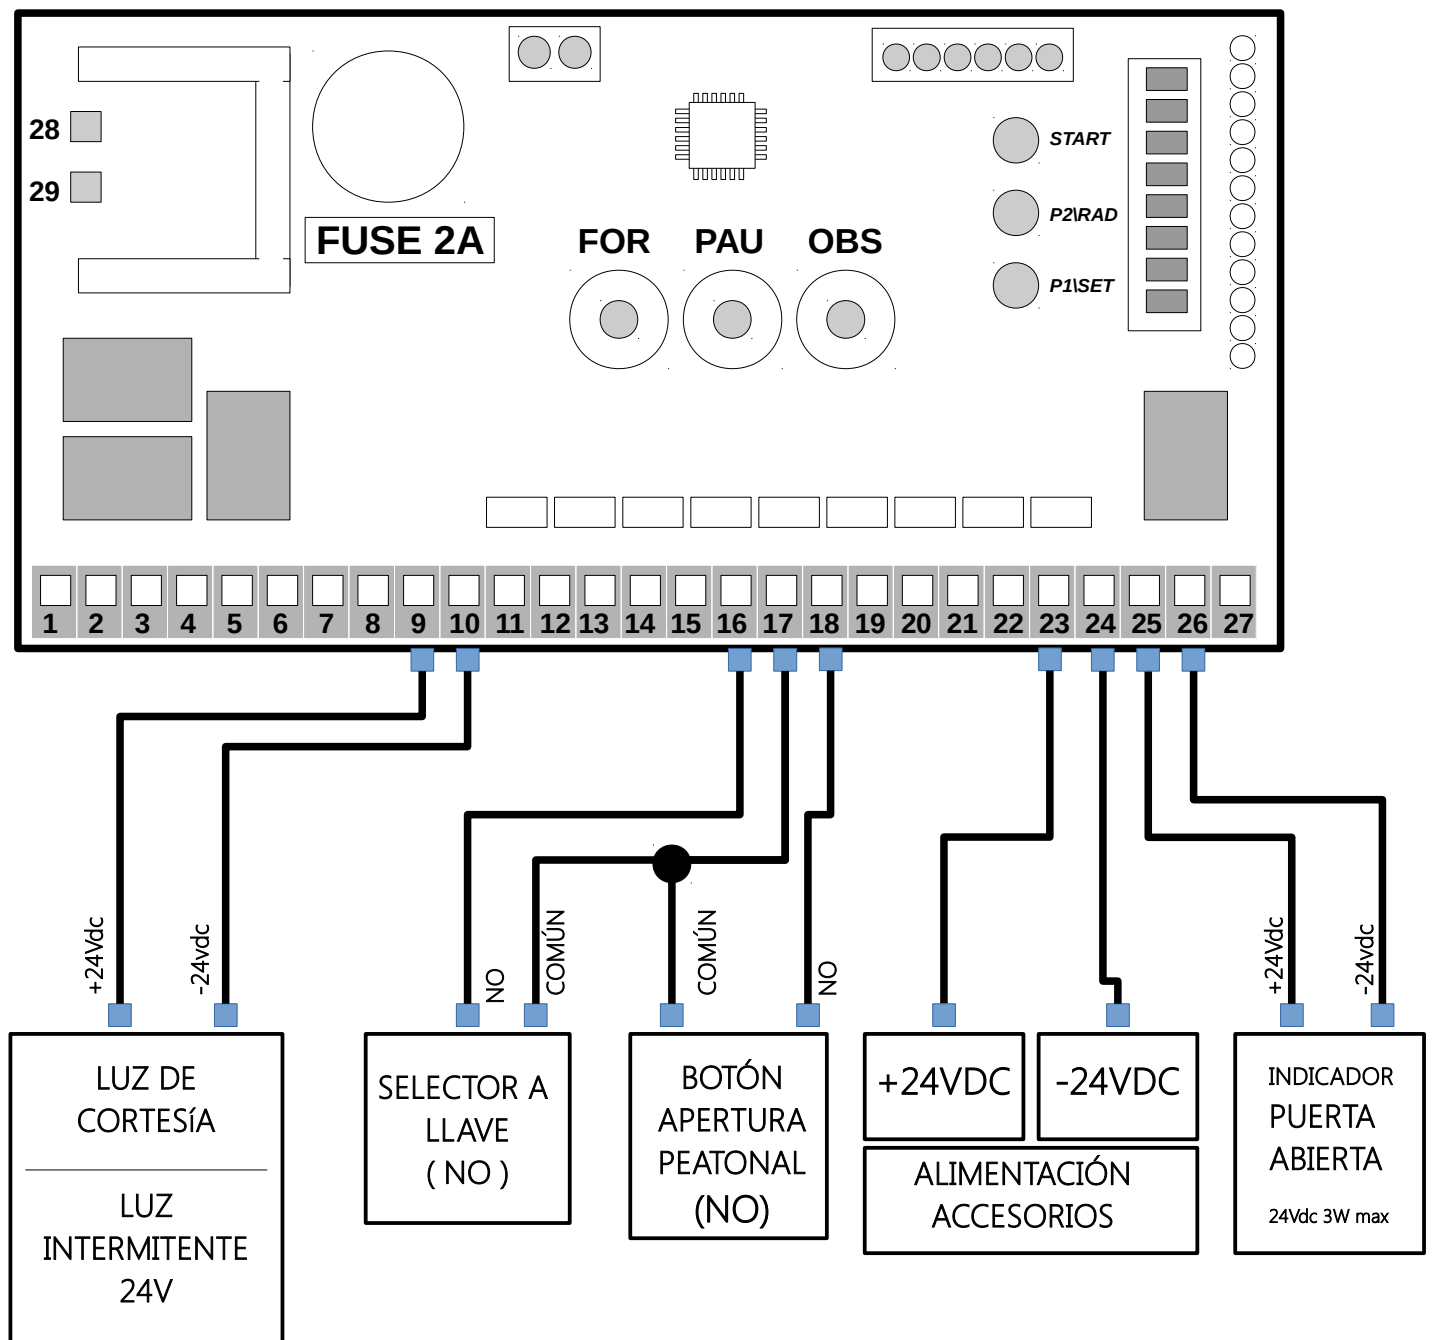 28
29
FUSE 2A
FOR PAU OBS
START
P2\RAD
P1\SET
1 2 3 4 5 6 7 8 9 10 11 12 13 14 15 16 17 18 19 20 21 22 23 24 25 26 27
+24Vdc
-24vdc
NO
COMÚN
COMÚN
NO
+24Vdc
-24vdc
LUZ DE
CORTESíA
LUZ
INTERMITENTE
24V
SELECTOR A
LLAVE
( NO )
BOTÓN
APERTURA
PEATONAL
(NO)
+24VDC
-24VDC
ALIMENTACIÓN
ACCESORIOS
INDICADOR
PUERTA
ABIERTA
24Vdc 3W max